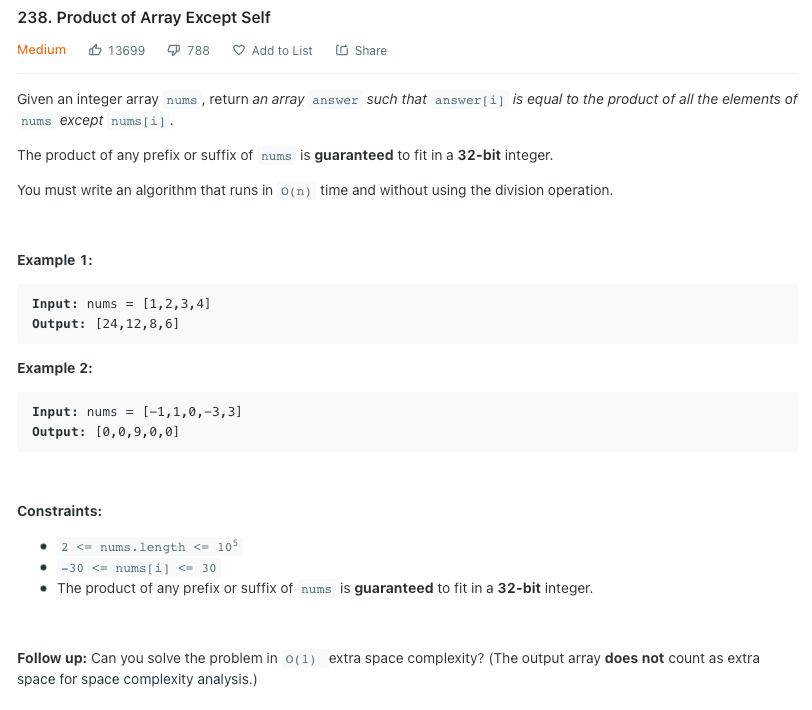 238. Product of Array Except Self
Medium 13699 788 Add to List Share
Given an integer array nums , return an array answer such that answer[i] is equal to the product of all the elements of
nums except nums[i] .
The product of any prefix or suffix of nums is guaranteed to fit in a 32-bit integer.
You must write an algorithm that runs in O(n) time and without using the division operation.
Example 1:
Input: nums = [1,2,3,4]
Output: [24,12,8,6]
Example 2:
Input: nums = [-1,1,0,-3,3]
Output: [0,0,9,0,0]
Constraints:
• 2 <= nums.length <= 10⁵
• -30 <= nums[i] <= 30
• The product of any prefix or suffix of nums is guaranteed to fit in a 32-bit integer.
Follow up: Can you solve the problem in O(1) extra space complexity? (The output array does not count as extra
space for space complexity analysis.)